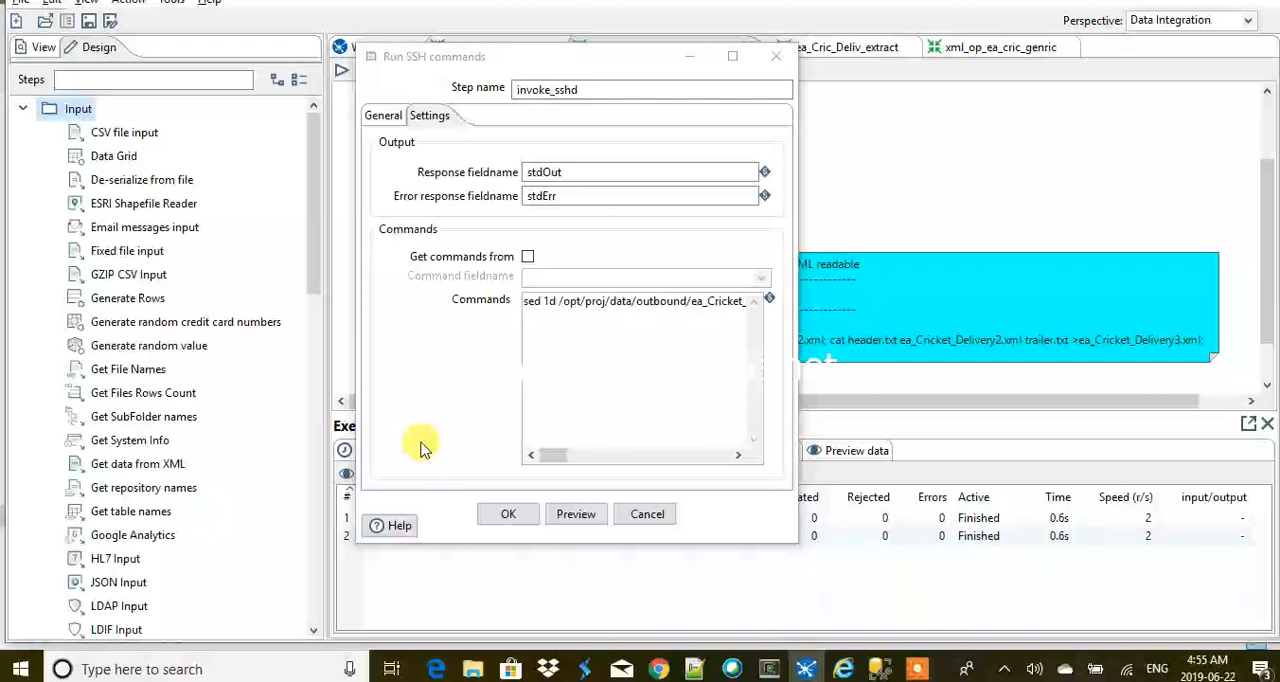 File Edit View Action Tools Help
Perspective: Data Integration
View Design
ea_Cric_Deliv_extract xml_op_ea_cric_genric
Steps
Input
CSV file input
Data Grid
De-serialize from file
ESRI Shapefile Reader
Email messages input
Fixed file input
GZIP CSV Input
Generate Rows
Generate random credit card numbers
Generate random value
Get File Names
Get Files Rows Count
Get SubFolder names
Get System Info
Get data from XML
Get repository names
Get table names
Google Analytics
HL7 Input
JSON Input
LDAP Input
LDIF Input
Run SSH commands
Step name invoke_sshd
General Settings
Output
Response fieldname stdOut
Error response fieldname stdErr
Commands
Get commands from
Command fieldname
Commands sed 1d /opt/proj/data/outbound/ea_Cricket_
OK Preview Cancel
Help
ML readable
--------------
--------------
2.xml; cat header.txt ea_Cricket_Delivery2.xml trailer.txt >ea_Cricket_Delivery3.xml;
Exe
Preview data
# ated Rejected Errors Active Time Speed (r/s) input/output
1 0 0 0 Finished 0.6s 2 -
2 0 0 0 Finished 0.6s 2 -
Type here to search
ENG
4:55 AM
2019-06-22
3